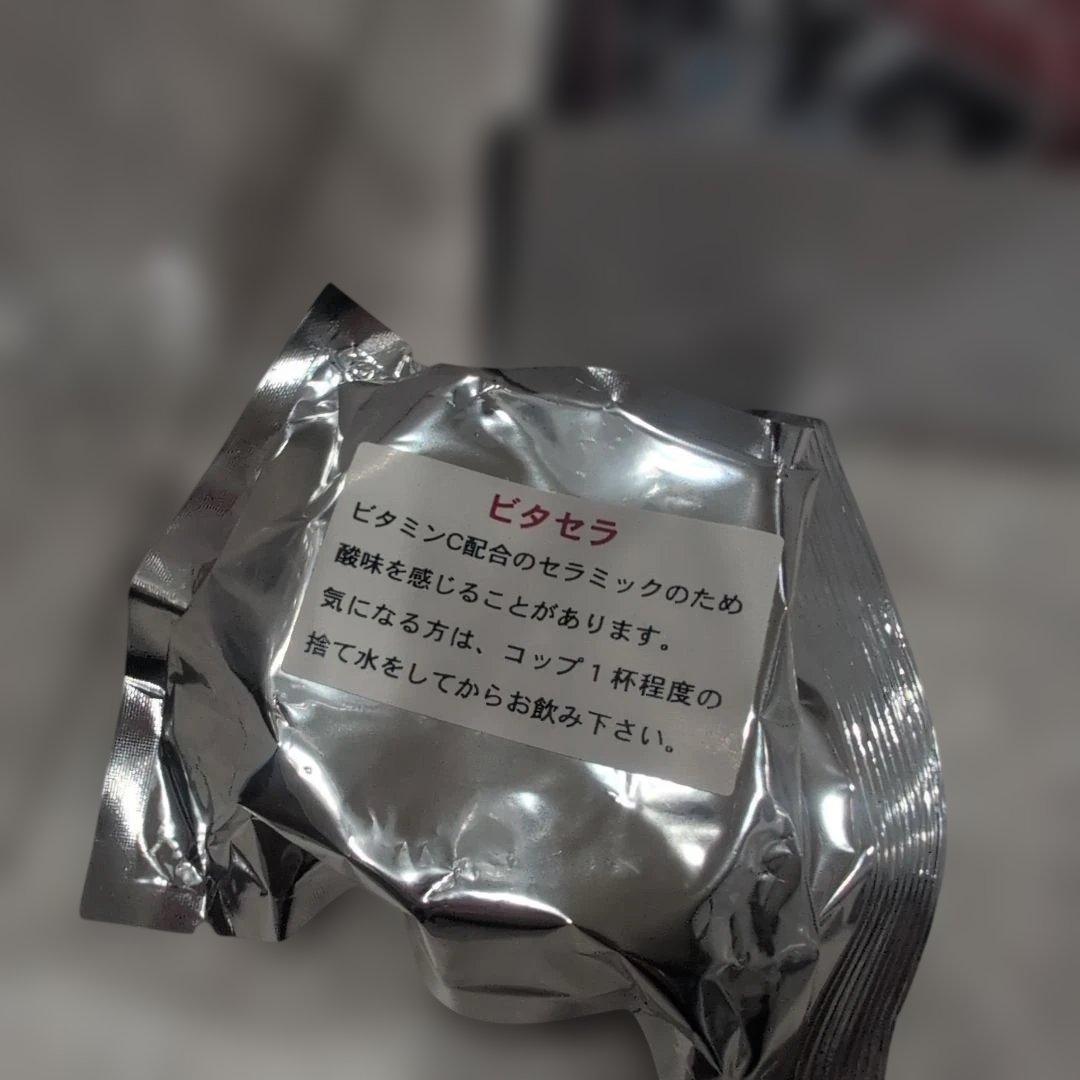 ビタセラ
ビタミンC配合のセラミックのため
酸味を感じることがあります。
気になる方は、コップ1杯程度の
捨て水をしてからお飲み下さい。